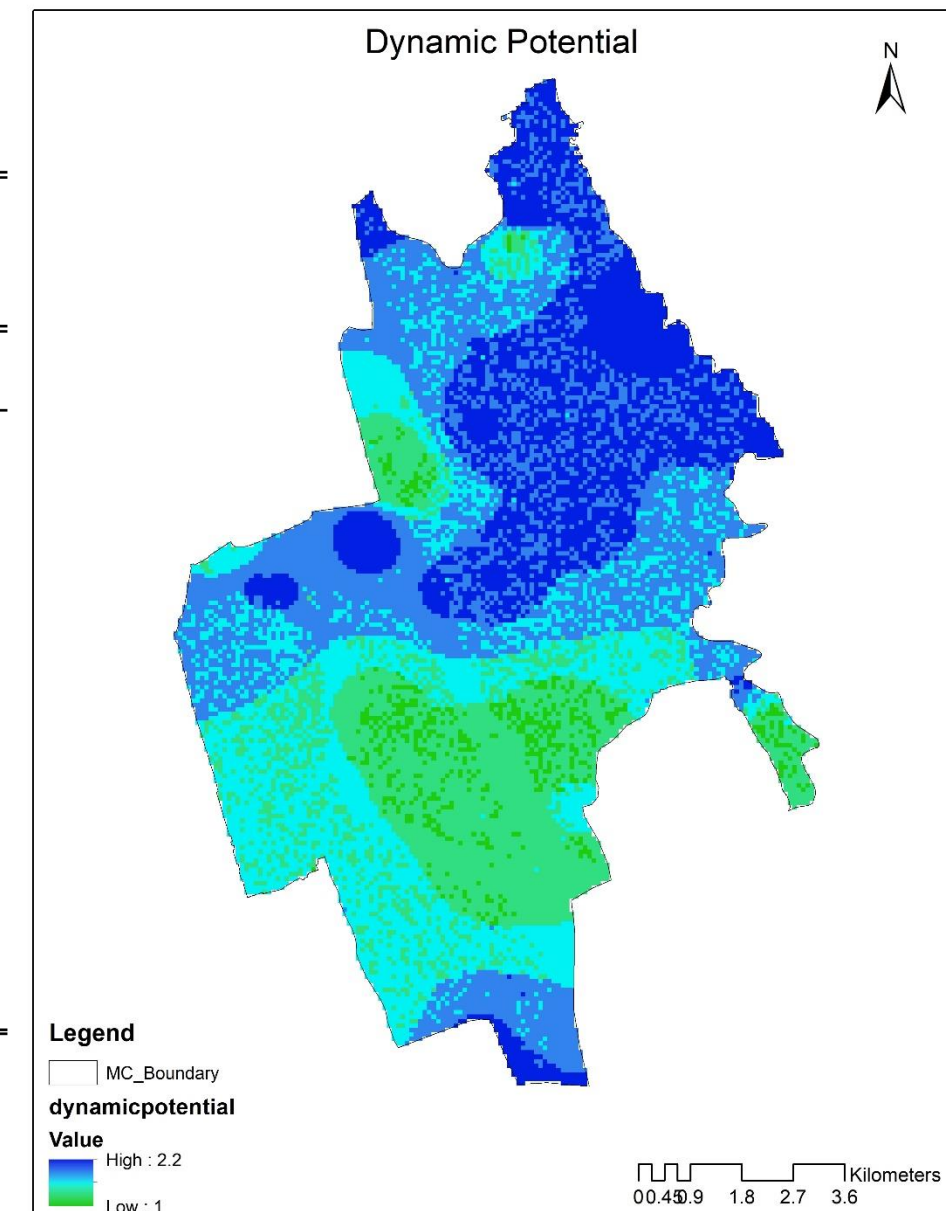 Dynamic Potential
N
Legend
MC_Boundary
dynamicpotential
Value
High : 2.2
Low : 1
Kilometers
0 0.45 0.9 1.8 2.7 3.6